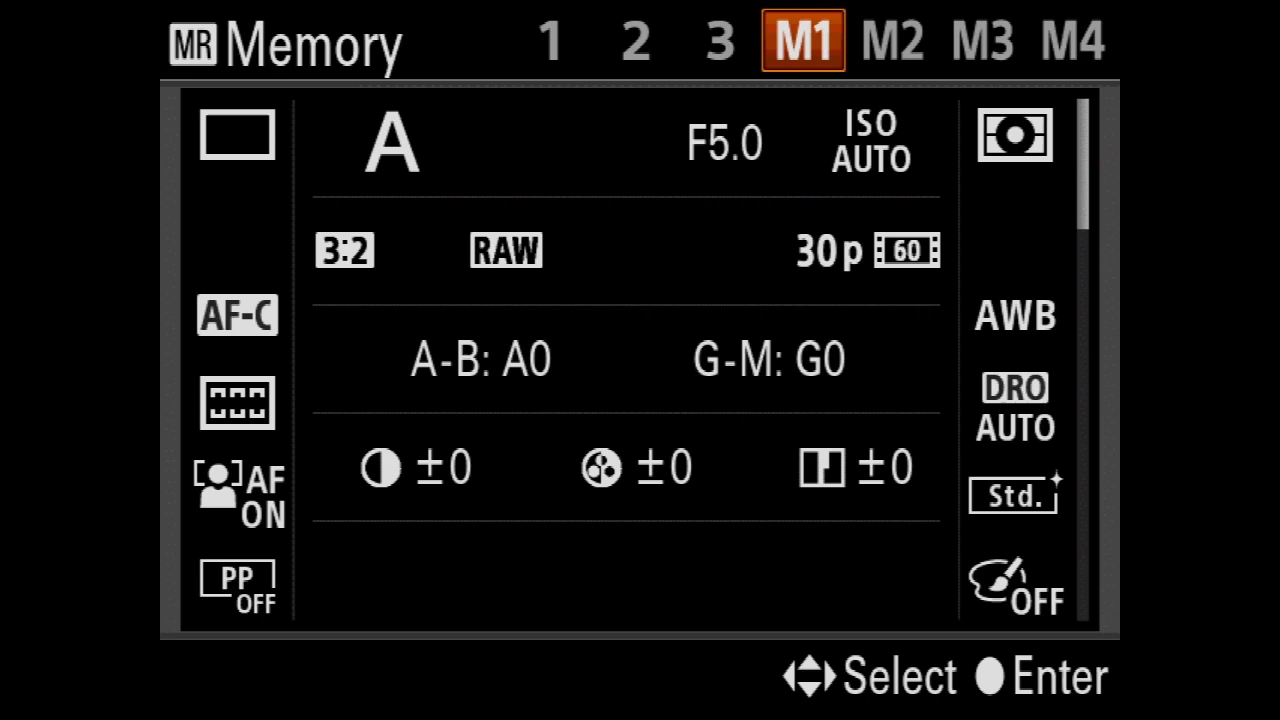 MR Memory 1 2 3 M1 M2 M3 M4
A F5.0 ISO AUTO
3:2 RAW 30p 60
AF-C AWB
A-B: A0 G-M: G0
DRO AUTO
±0 ±0 ±0
AF ON Std.
PP OFF OFF
Select Enter